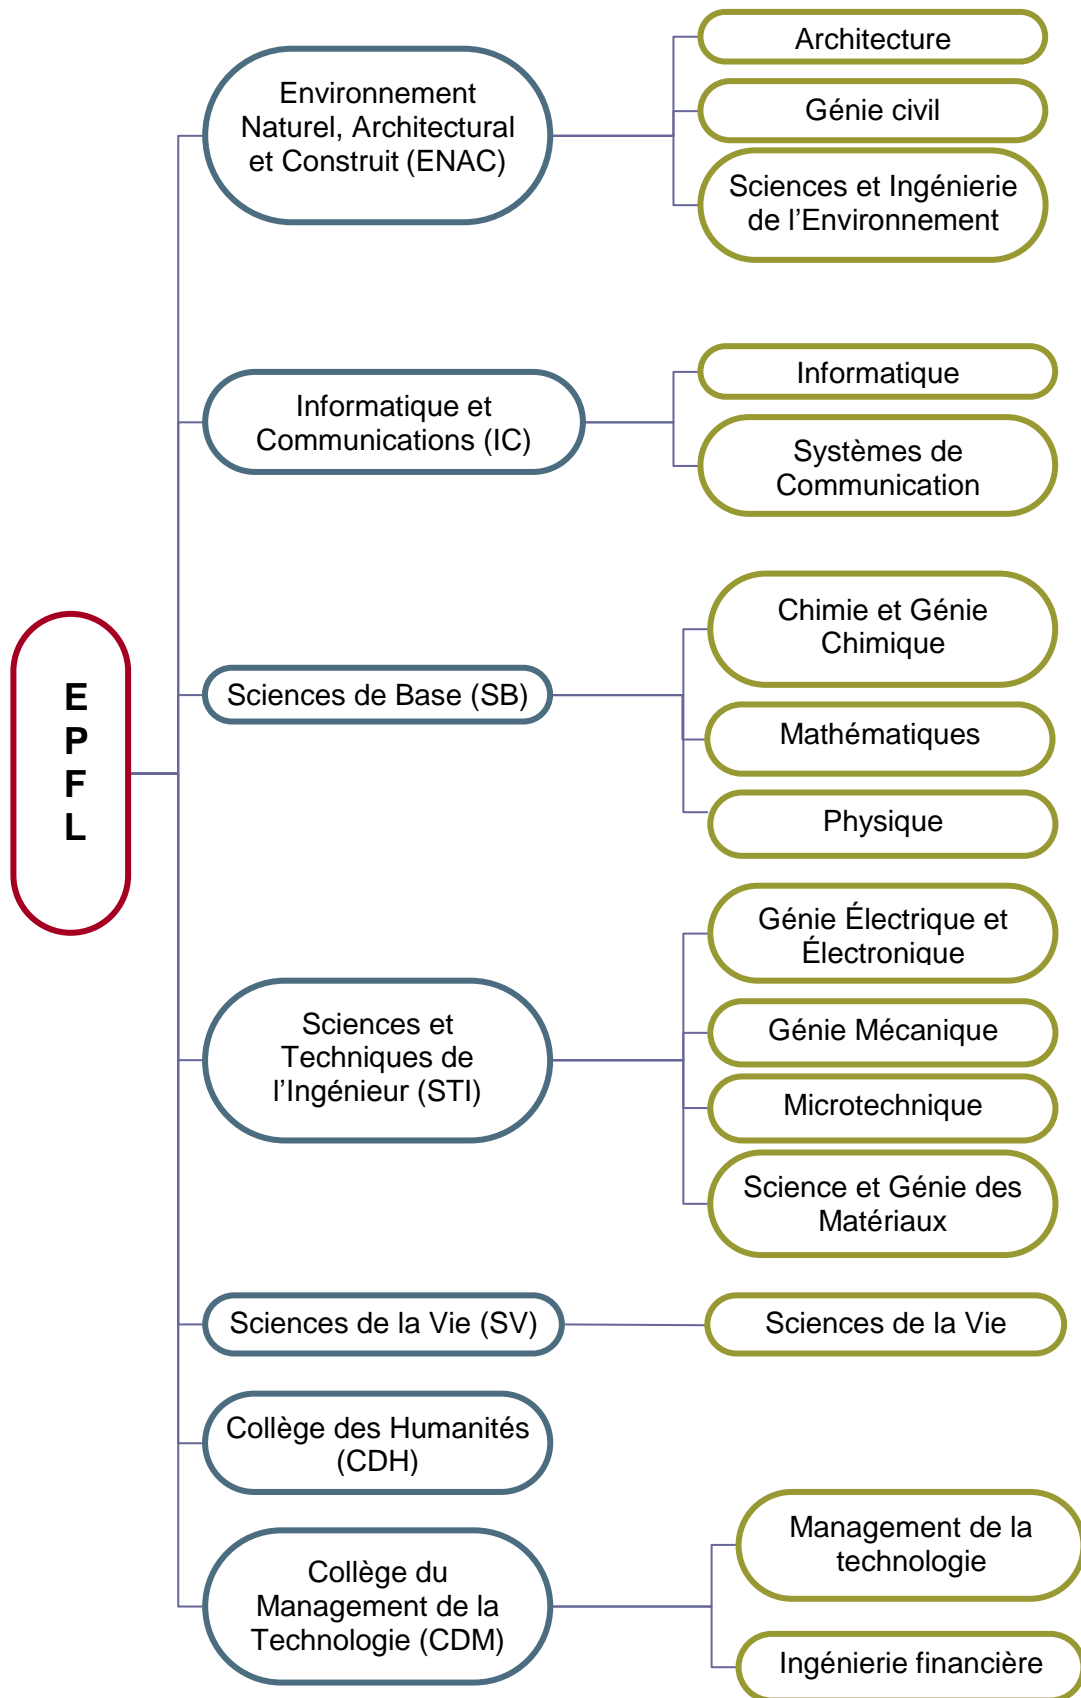 E
P
F
L
Environnement
Naturel, Architectural
et Construit (ENAC)
Architecture
Génie civil
Sciences et Ingénierie
de l'Environnement
Informatique et
Communications (IC)
Informatique
Systèmes de
Communication
Sciences de Base (SB)
Chimie et Génie
Chimique
Mathématiques
Physique
Sciences et
Techniques de
l'Ingénieur (STI)
Génie Électrique et
Électronique
Génie Mécanique
Microtechnique
Science et Génie des
Matériaux
Sciences de la Vie (SV)
Sciences de la Vie
Collège des Humanités
(CDH)
Collège du
Management de la
Technologie (CDM)
Management de la
technologie
Ingénierie financière